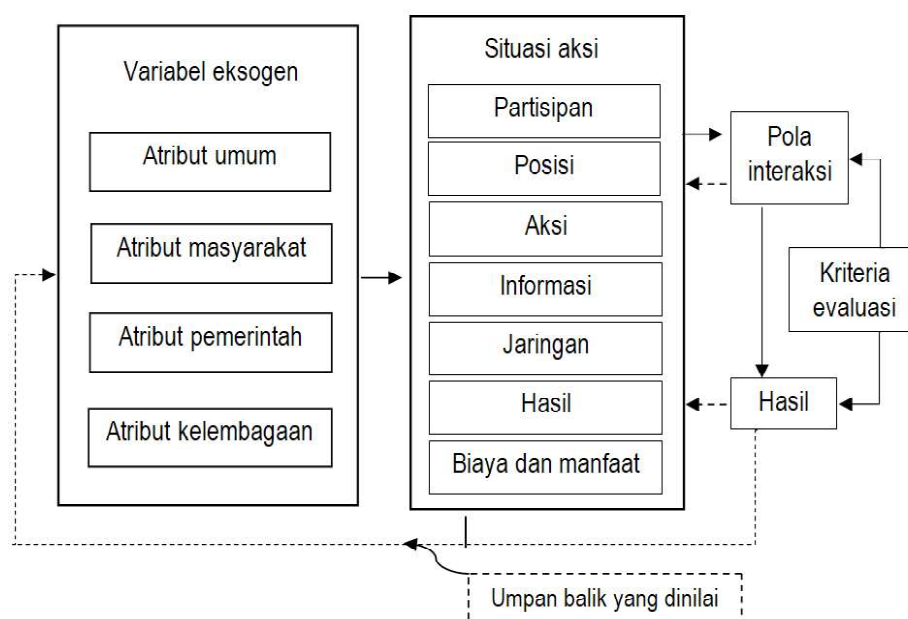 Variabel eksogen
Atribut umum
Atribut masyarakat
Atribut pemerintah
Atribut kelembagaan
Situasi aksi
Partisipan
Posisi
Aksi
Informasi
Jaringan
Hasil
Biaya dan manfaat
Pola
interaksi
Kriteria
evaluasi
Hasil
Umpan balik yang dinilai